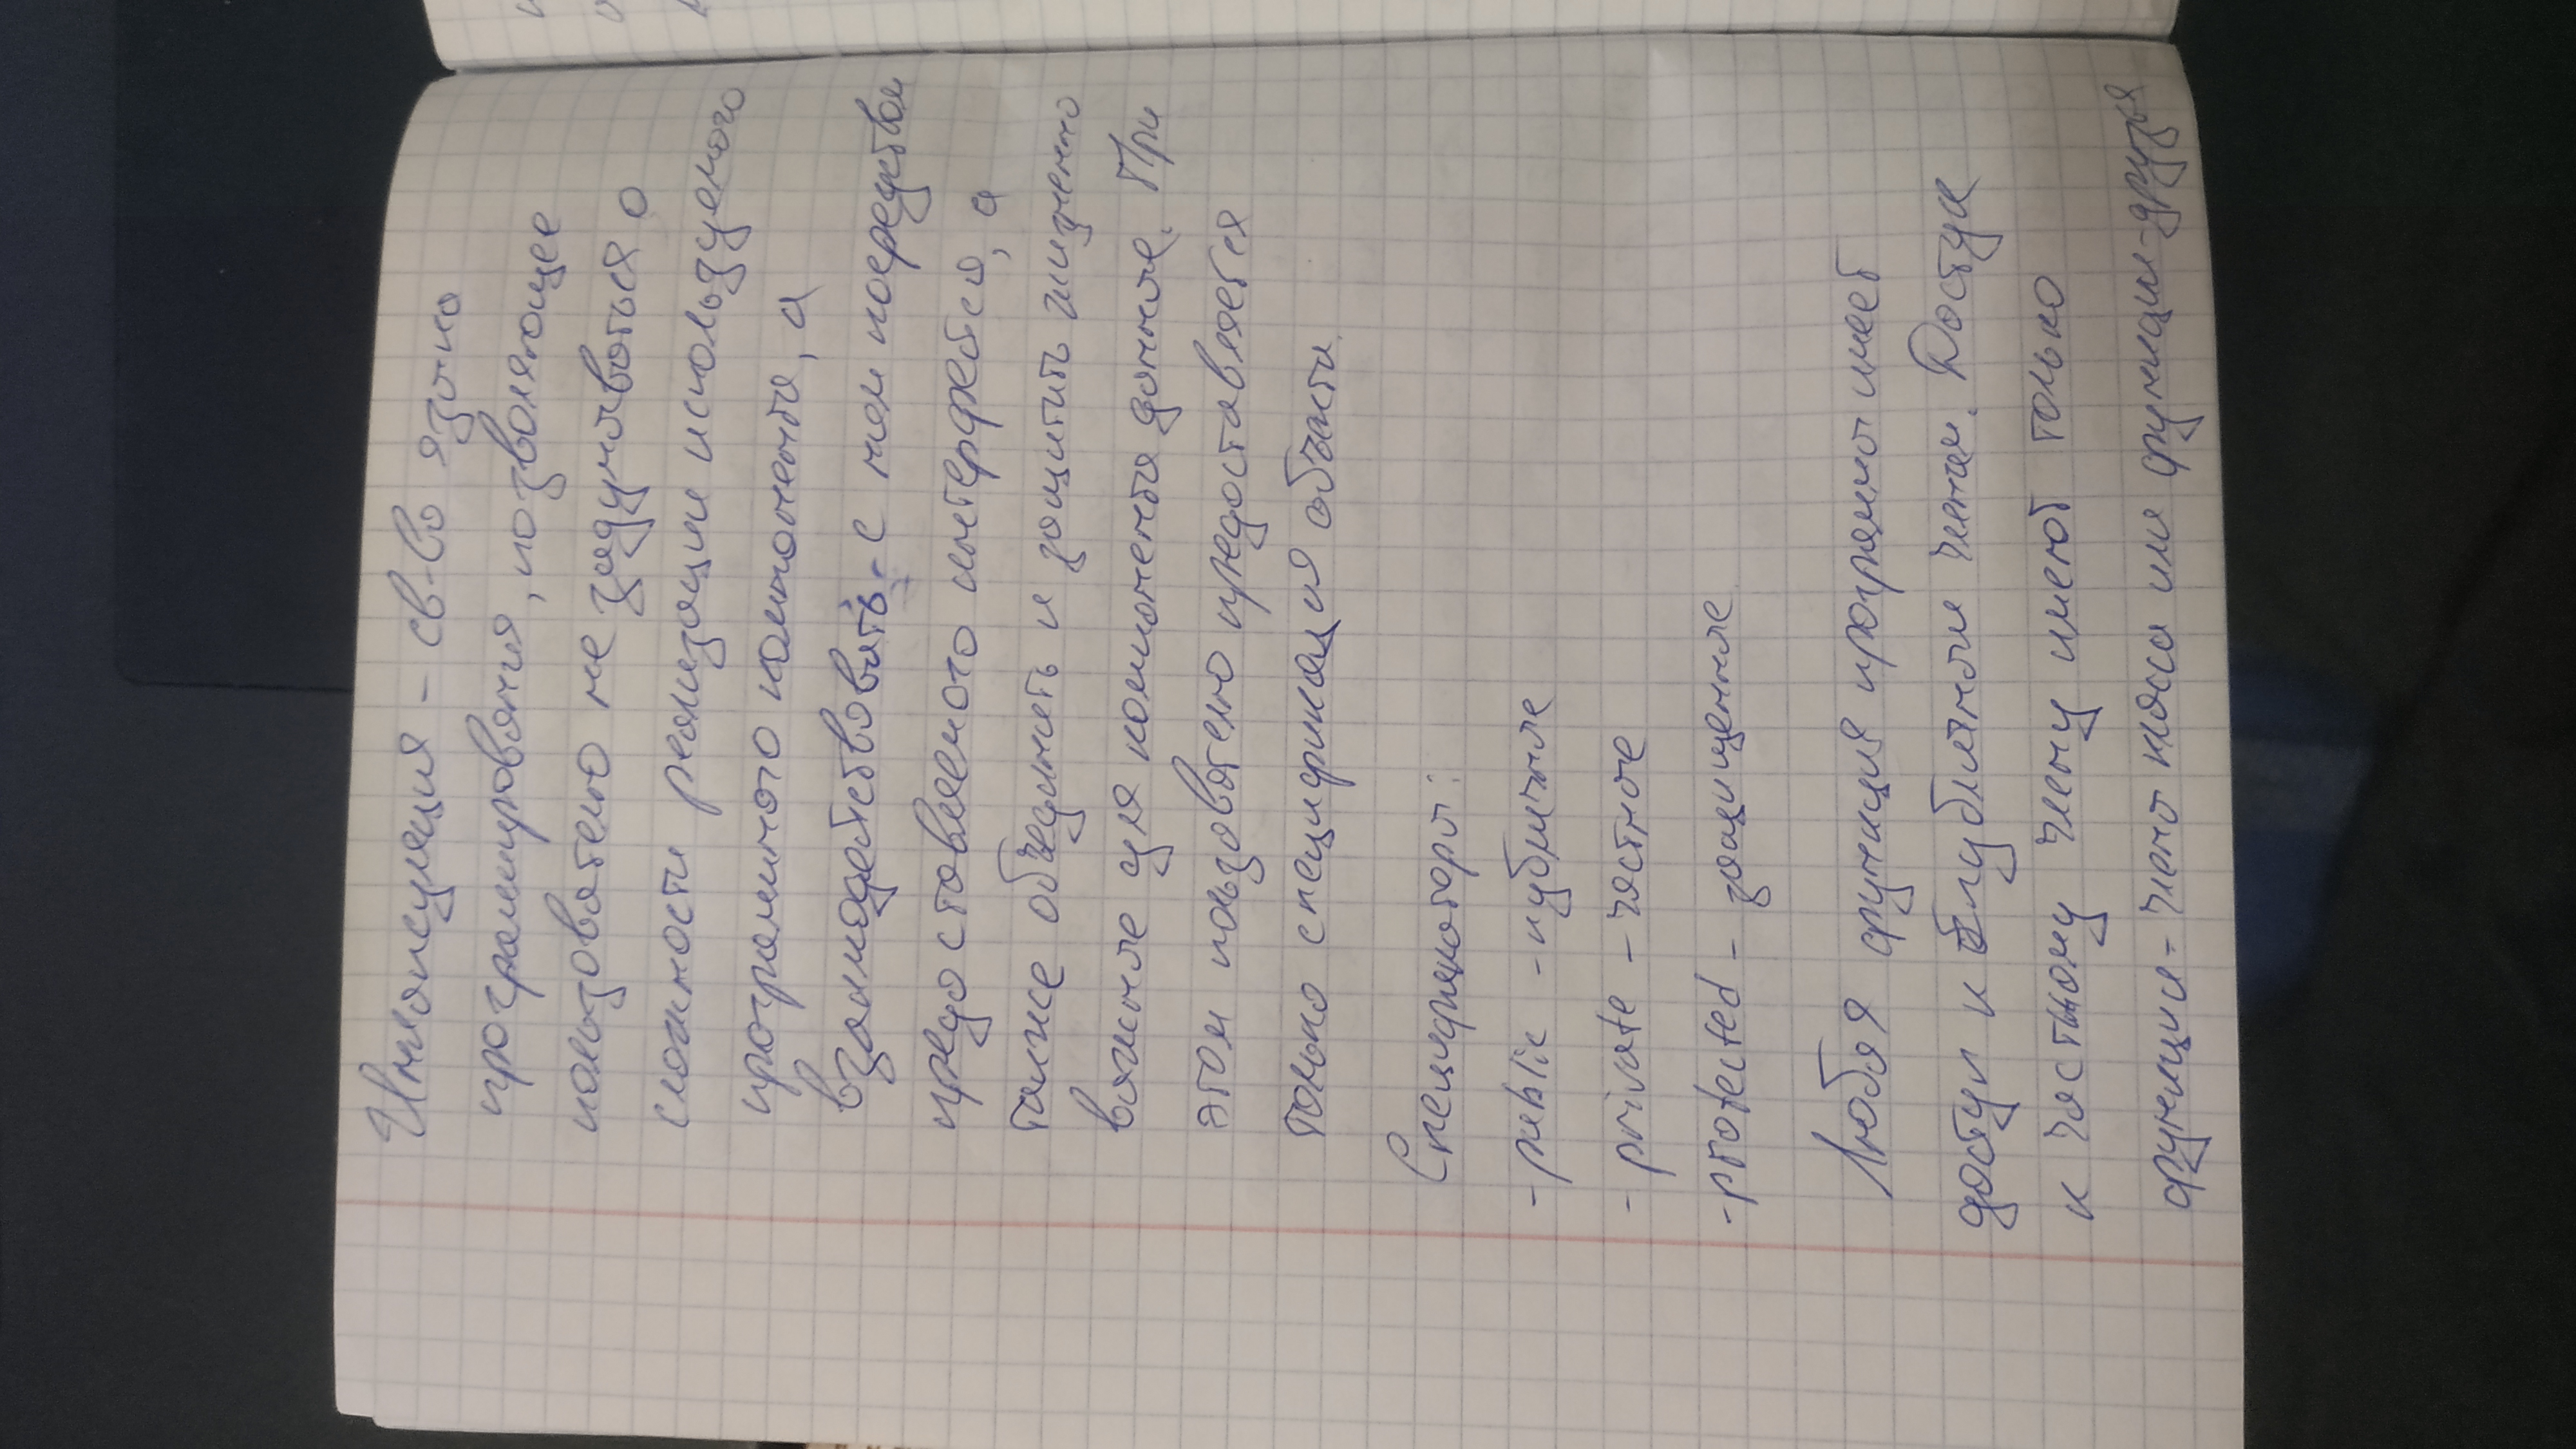 Инкапсуляция - св-во языка
программирования, позволяющее
пользователю не задумываться о
сложности реализации используемого
программного компонента, а
взаимодействовать с ним посредством
предоставляемого интерфейса, а
также объединить и защитить жизненно
важные для компонента данные. При
этом пользователю предоставляется
только спецификация объекта.
Спецификаторы:
- public - публичные
- private - частные
- protected - защищенные
Любая функция программы имеет
доступ к публичным членам. Доступ
к частному члену имеют только
функции-члены класса или функции-друзья